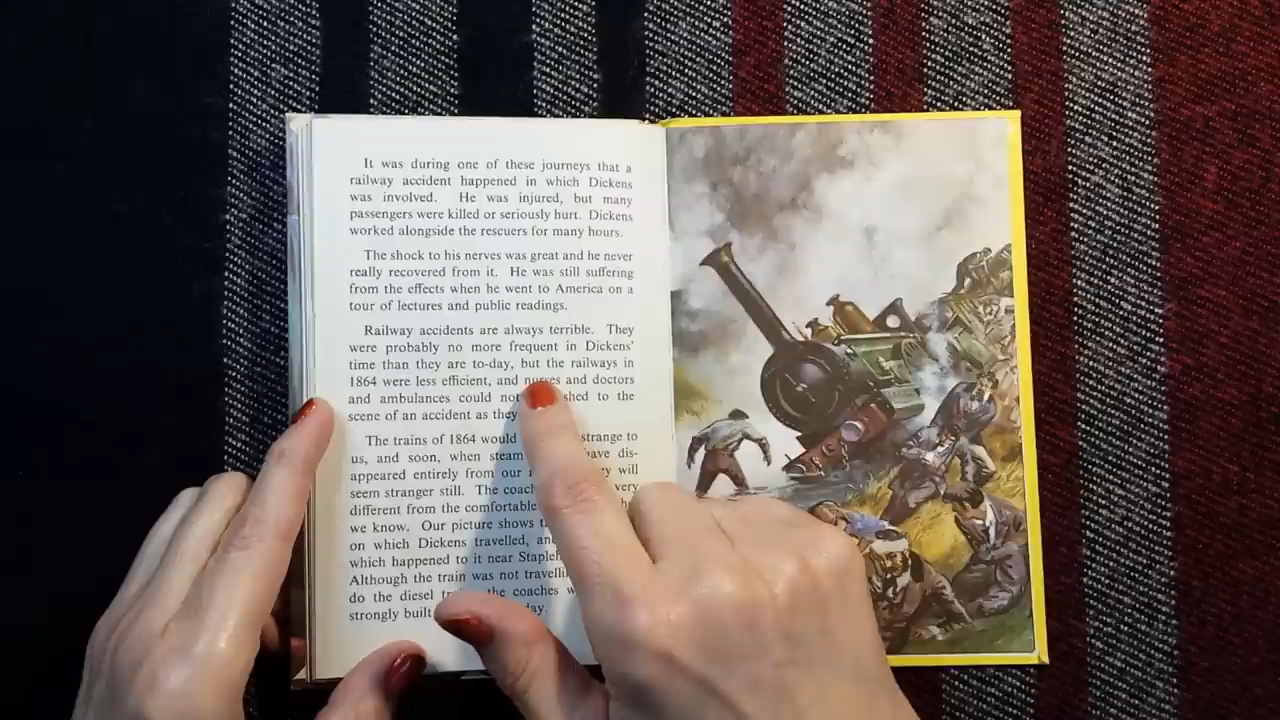 It was during one of these journeys that a
railway accident happened in which Dickens
was involved. He was injured, but many
passengers were killed or seriously hurt. Dickens
worked alongside the rescuers for many hours.
The shock to his nerves was great and he never
really recovered from it. He was still suffering
from the effects when he went to America on a
tour of lectures and public readings.
Railway accidents are always terrible. They
were probably no more frequent in Dickens'
time than they are to-day, but the railways in
1864 were less efficient, and nurses and doctors
and ambulances could not to the
scene of an accident as they
The trains of 1864 would strange to
us, and soon, when steam have dis-
appeared entirely from our will
seem stranger still. The very
different from the comfortable
we know. Our picture shows
on which Dickens travelled,
which happened to it near
Although the train was not
do the diesel the coaches
strongly built